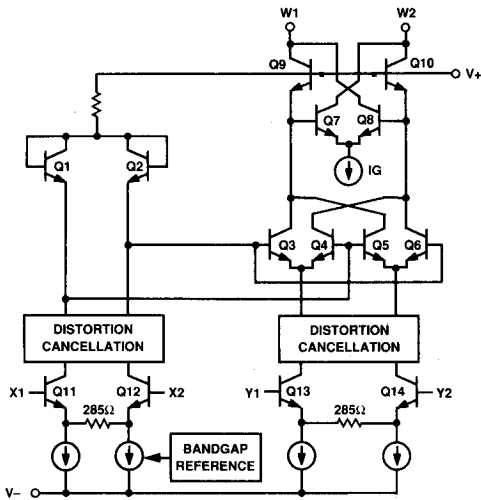 W1 W2
Q9 Q10
V+
Q7 Q8
Q1 Q2
IG
Q3 Q4 Q5 Q6
DISTORTION
CANCELLATION
DISTORTION
CANCELLATION
X1 Q11 Q12 X2
Y1 Q13 Q14 Y2
285Ω
285Ω
BANDGAP
REFERENCE
V–